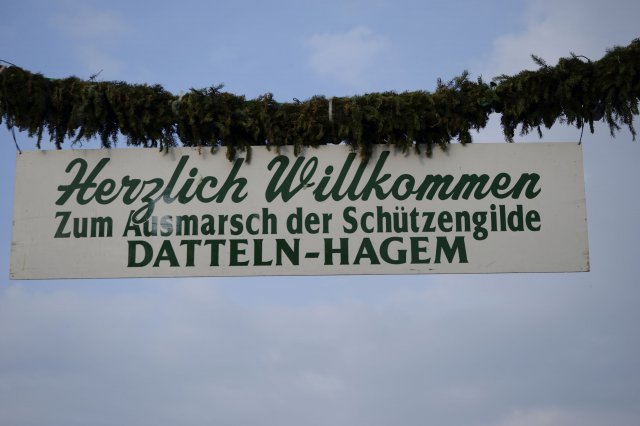 Herzlich Willkommen
Zum Ausmarsch der Schützengilde
DATTELN-HAGEM